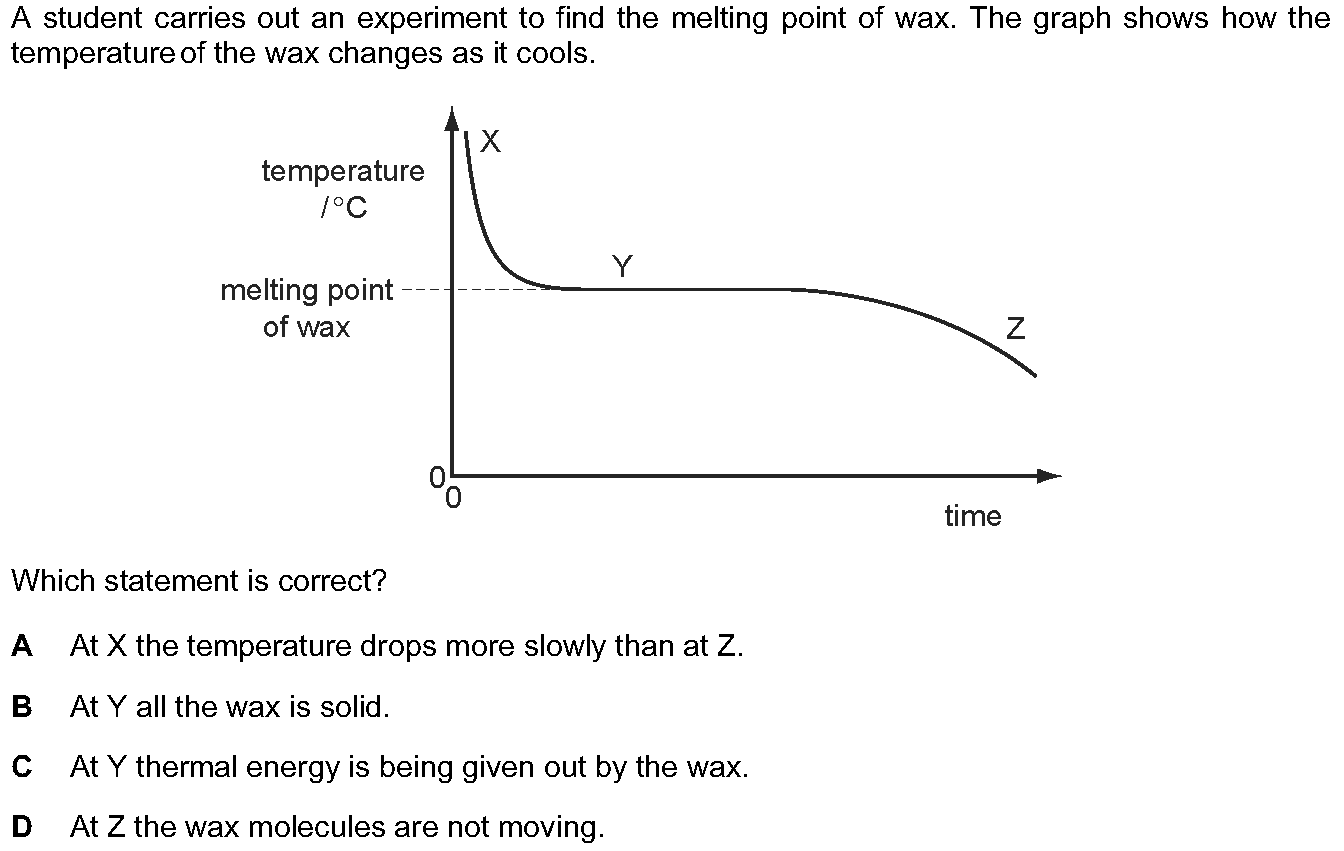 A student carries out an experiment to find the melting point of wax. The graph shows how the
temperature of the wax changes as it cools.
X
temperature
/°C
Y
melting point
of wax
Z
0
0
time
Which statement is correct?
A At X the temperature drops more slowly than at Z.
B At Y all the wax is solid.
C At Y thermal energy is being given out by the wax.
D At Z the wax molecules are not moving.